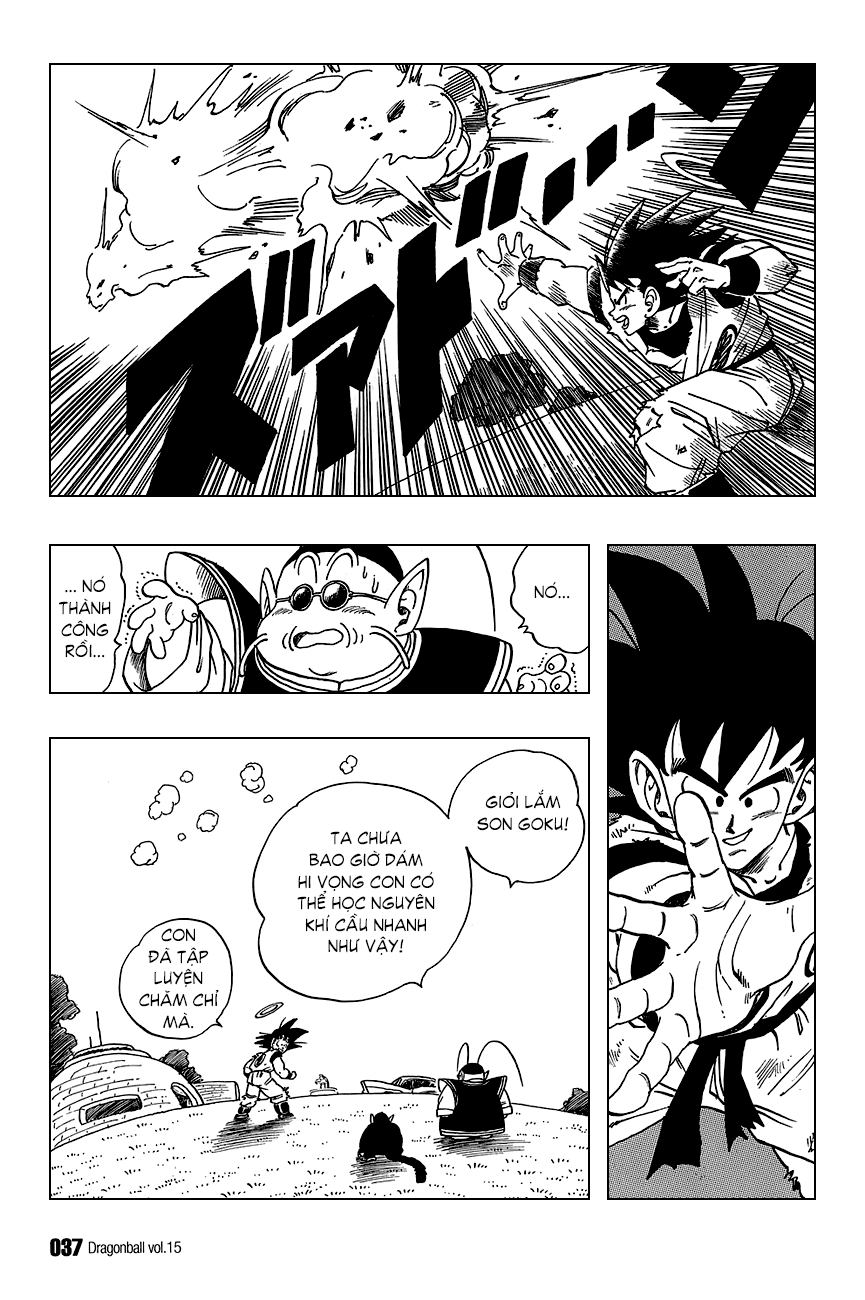 ズアドドドッ
NÓ...
... NÓ
THÀNH
CÔNG
RỒI...
GIỎI LẮM
SON GOKU!
TA CHƯA
BAO GIỜ DÁM
HI VỌNG CON CÓ
THỂ HỌC NGUYÊN
KHÍ CẦU NHANH
NHƯ VẬY!
CON
ĐÃ TẬP
LUYỆN
CHĂM CHỈ
MÀ.
037 Dragonball vol.15